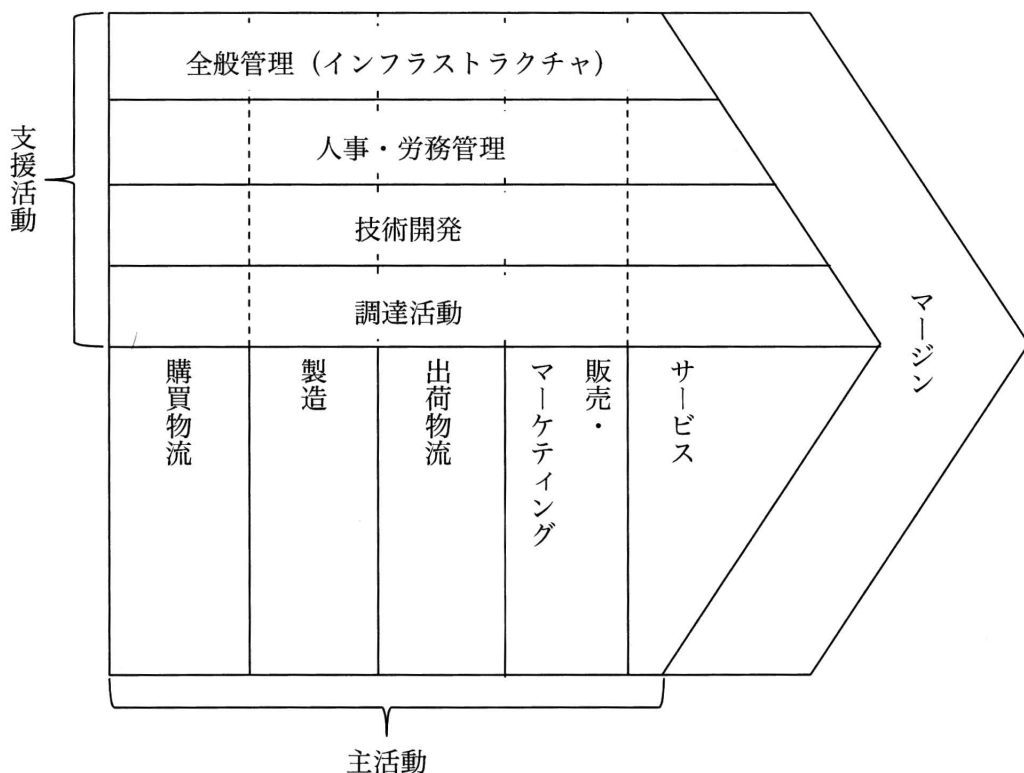 全般管理（インフラストラクチャ）
人事・労務管理
技術開発
調達活動
支援活動
購買物流
製造
出荷物流
販売・
マーケティング
サービス
マージン
主活動